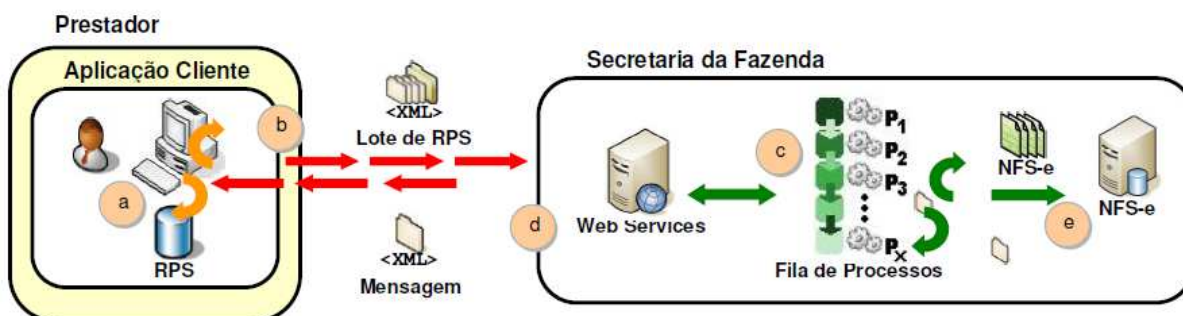 Prestador
Aplicação Cliente
a
RPS
b
<XML>
Lote de RPS
<XML>
Mensagem
Secretaria da Fazenda
d
Web Services
c
P1
P2
P3
Px
Fila de Processos
NFS-e
e
NFS-e